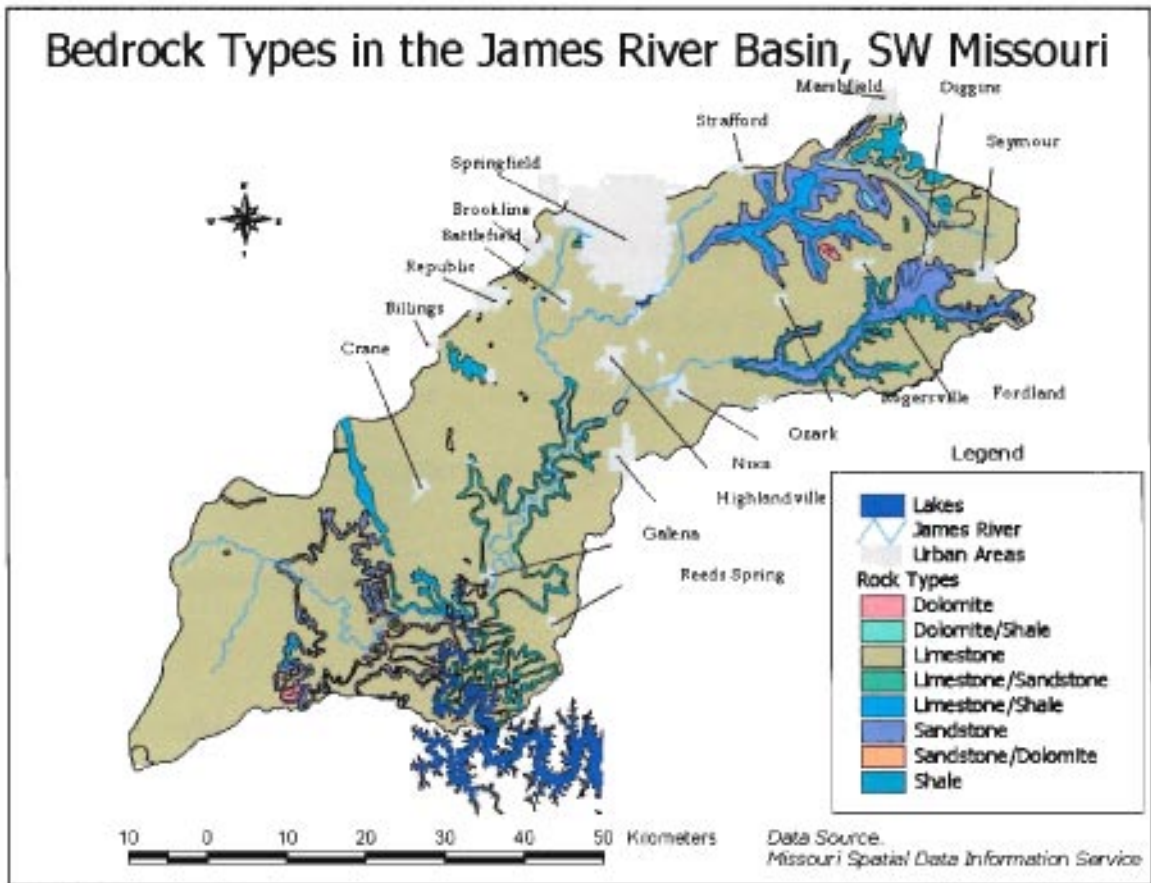 Bedrock Types in the James River Basin, SW Missouri
Marshfield
Diggins
Strafford
Seymour
Springfield
Brookline
Battlefield
Republic
Billings
Crane
Rogersville
Fordland
Ozark
Nixa
Highlandville
Galena
Reeds Spring
Legend
Lakes
James River
Urban Areas
Rock Types
Dolomite
Dolomite/Shale
Limestone
Limestone/Sandstone
Limestone/Shale
Sandstone
Sandstone/Dolomite
Shale
10 0 10 20 30 40 50 Kilometers
Data Source.
Missouri Spatial Data Information Service